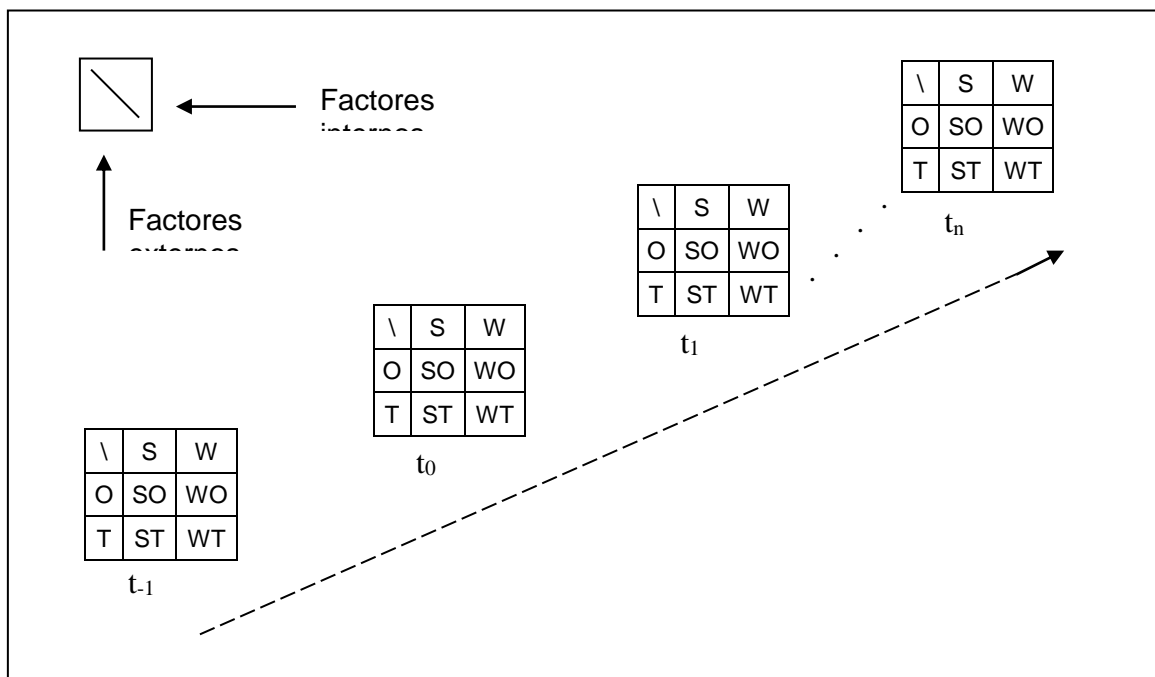 Factores
Factores
\ S W
O SO WO
T ST WT
tn
\ S W
O SO WO
T ST WT
t1
\ S W
O SO WO
T ST WT
t0
\ S W
O SO WO
T ST WT
t-1